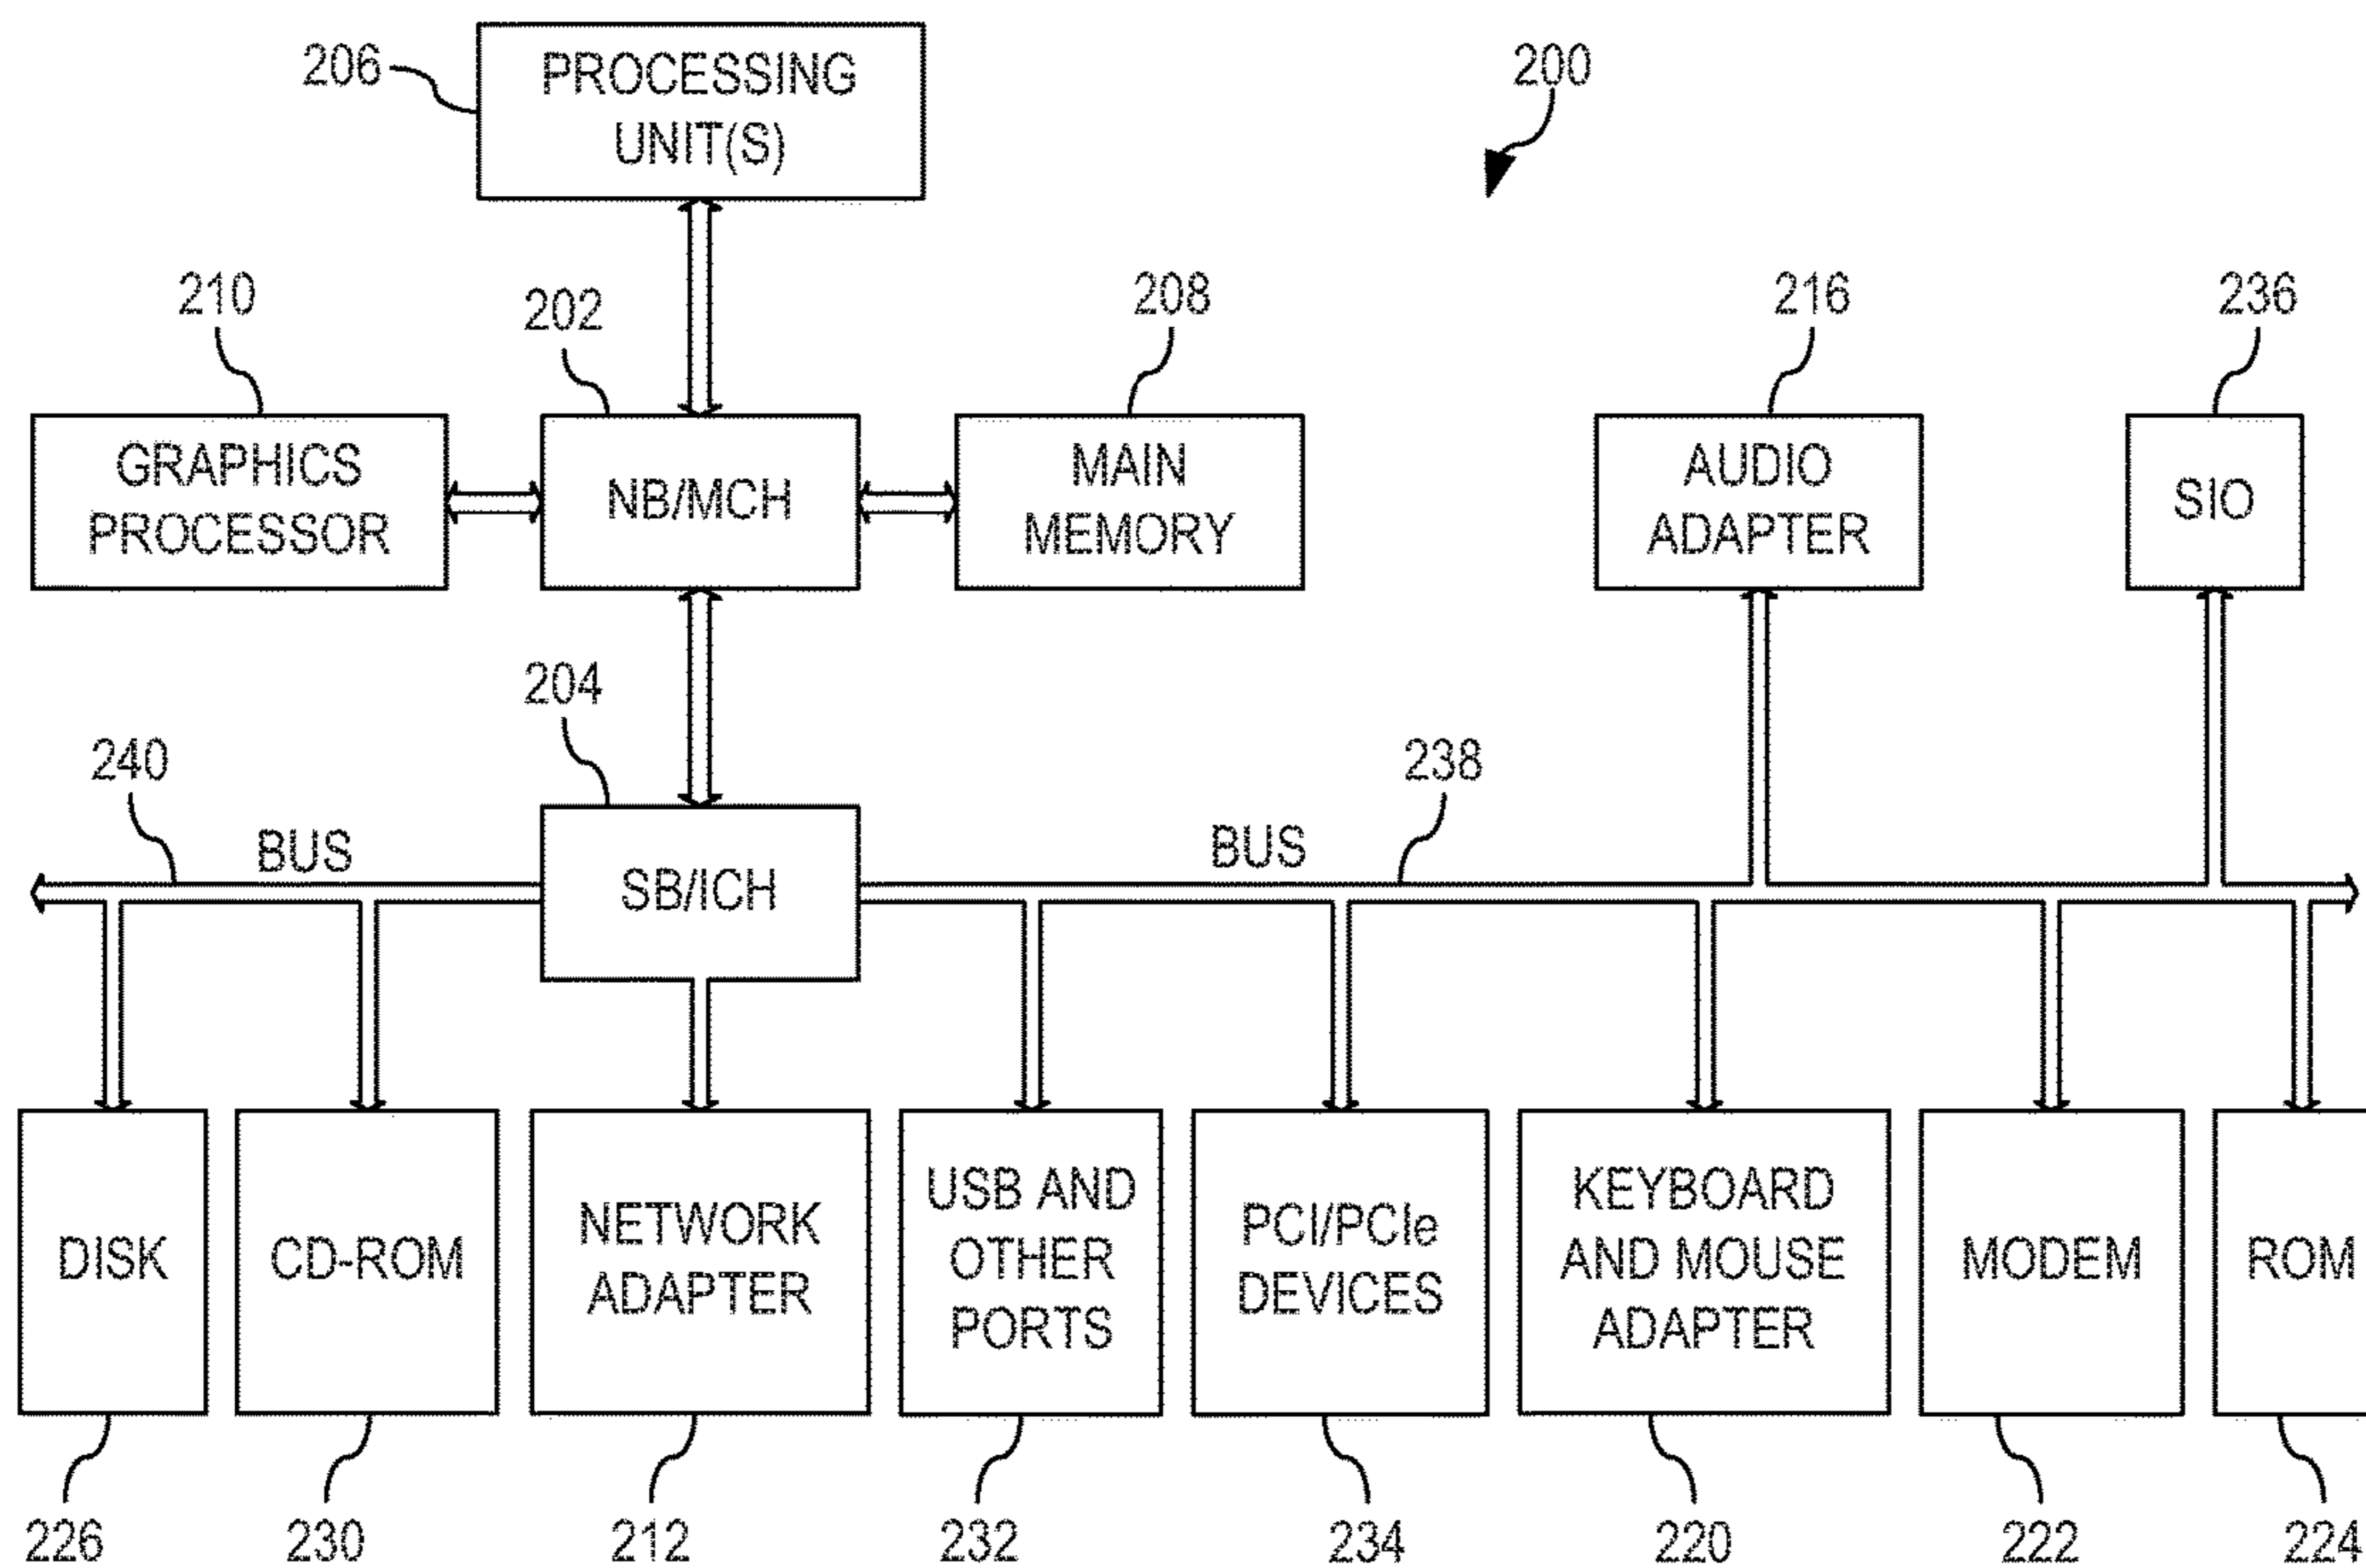 206
PROCESSING
UNIT(S)
200
210
202
208
216
236
GRAPHICS
PROCESSOR
NB/MCH
MAIN
MEMORY
AUDIO
ADAPTER
SIO
204
240
238
BUS
SB/ICH
BUS
DISK
CD-ROM
NETWORK
ADAPTER
USB AND
OTHER
PORTS
PCI/PCIe
DEVICES
KEYBOARD
AND MOUSE
ADAPTER
MODEM
ROM
226
230
212
232
234
220
222
224